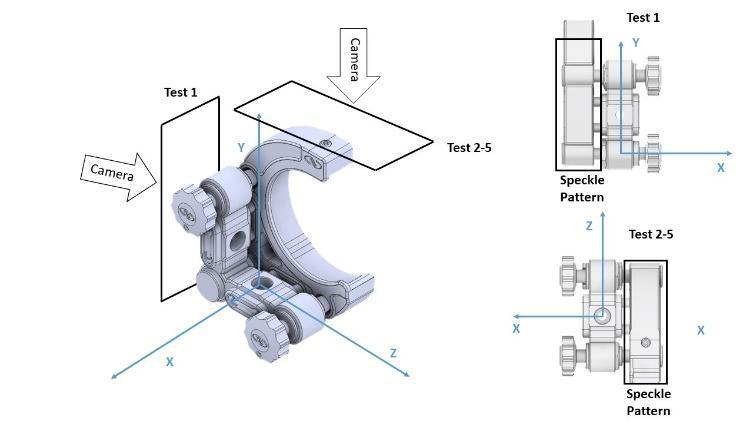 Test 1
Camera
Camera
Y
Test 2-5
X
Z
Test 1
Y
X
Speckle
Pattern
Z
Test 2-5
X
X
Speckle
Pattern